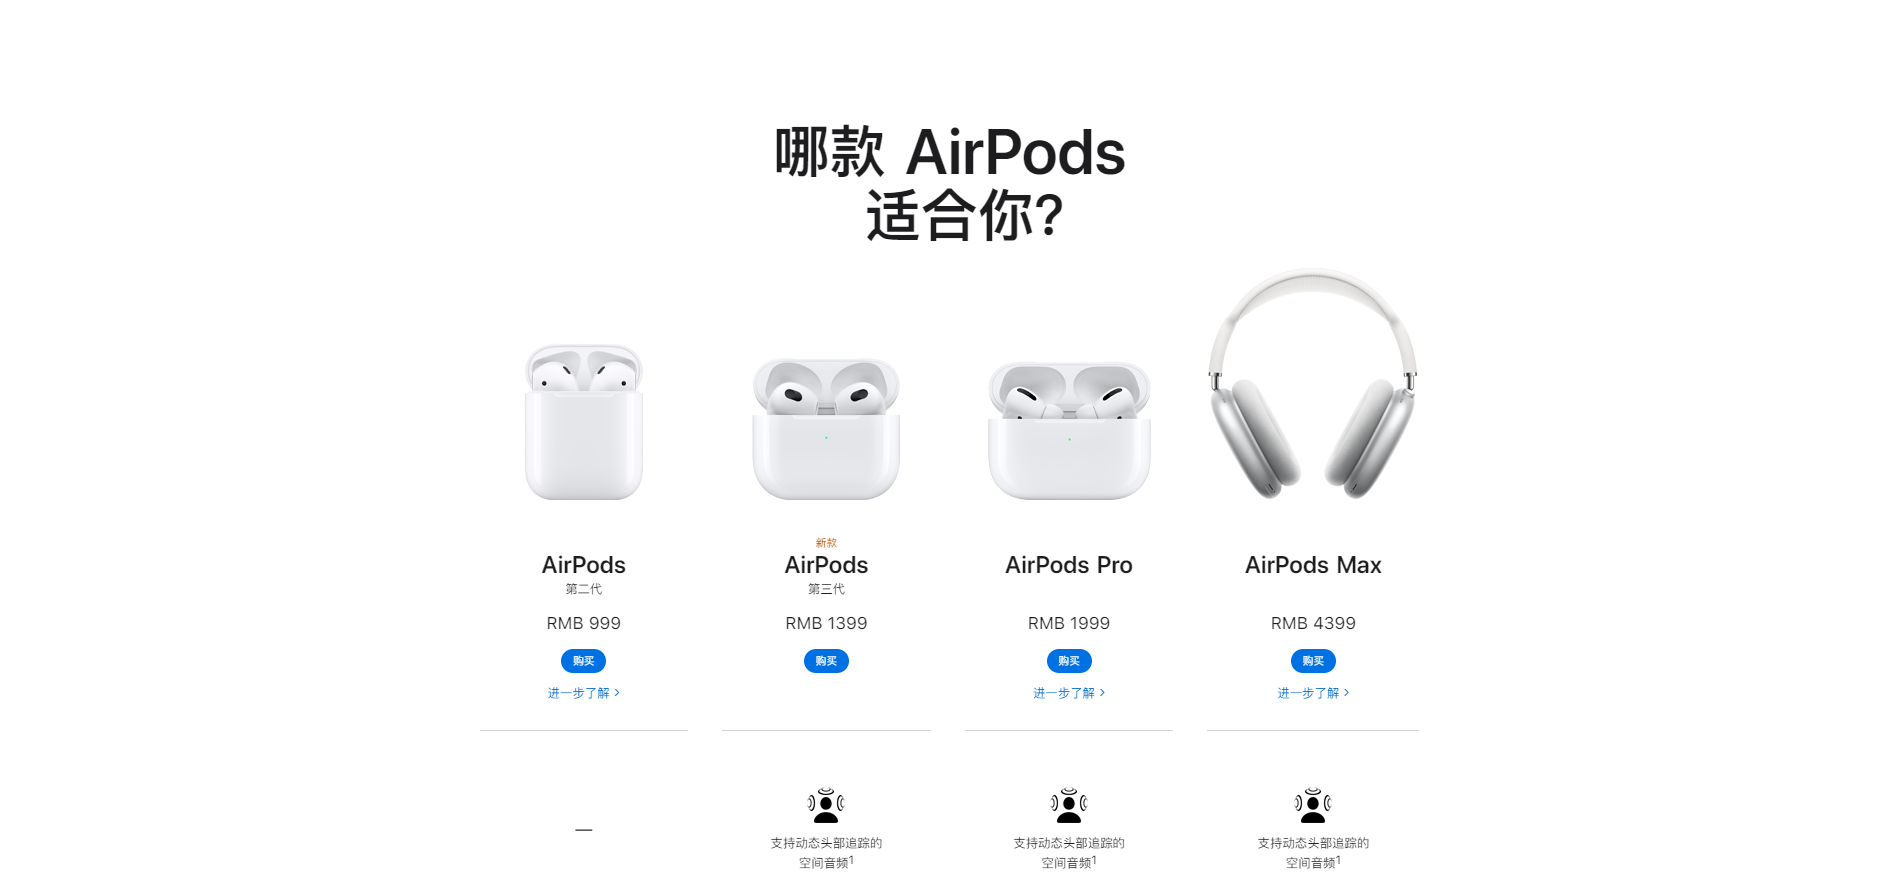 哪款 AirPods
适合你？
新款
AirPods
AirPods
AirPods Pro
AirPods Max
第二代
第三代
RMB 999
RMB 1399
RMB 1999
RMB 4399
购买
购买
购买
购买
进一步了解 >
进一步了解 >
进一步了解 >
—
支持动态头部追踪的
空间音频1
支持动态头部追踪的
空间音频1
支持动态头部追踪的
空间音频1